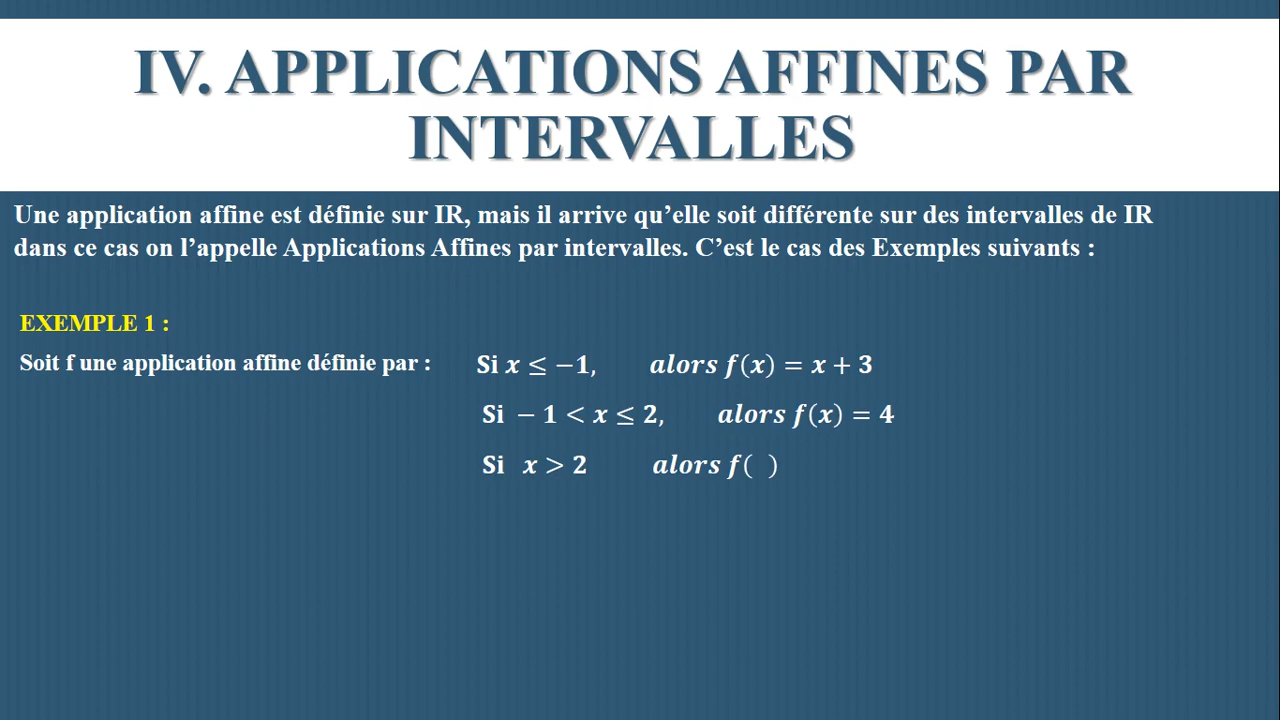 IV. APPLICATIONS AFFINES PAR
INTERVALLES
Une application affine est définie sur IR, mais il arrive qu’elle soit différente sur des intervalles de IR
dans ce cas on l’appelle Applications Affines par intervalles. C’est le cas des Exemples suivants :
EXEMPLE 1 :
Soit f une application affine définie par : Si x ≤ −1, alors f(x) = x + 3
Si − 1 < x ≤ 2, alors f(x) = 4
Si x > 2 alors f( )